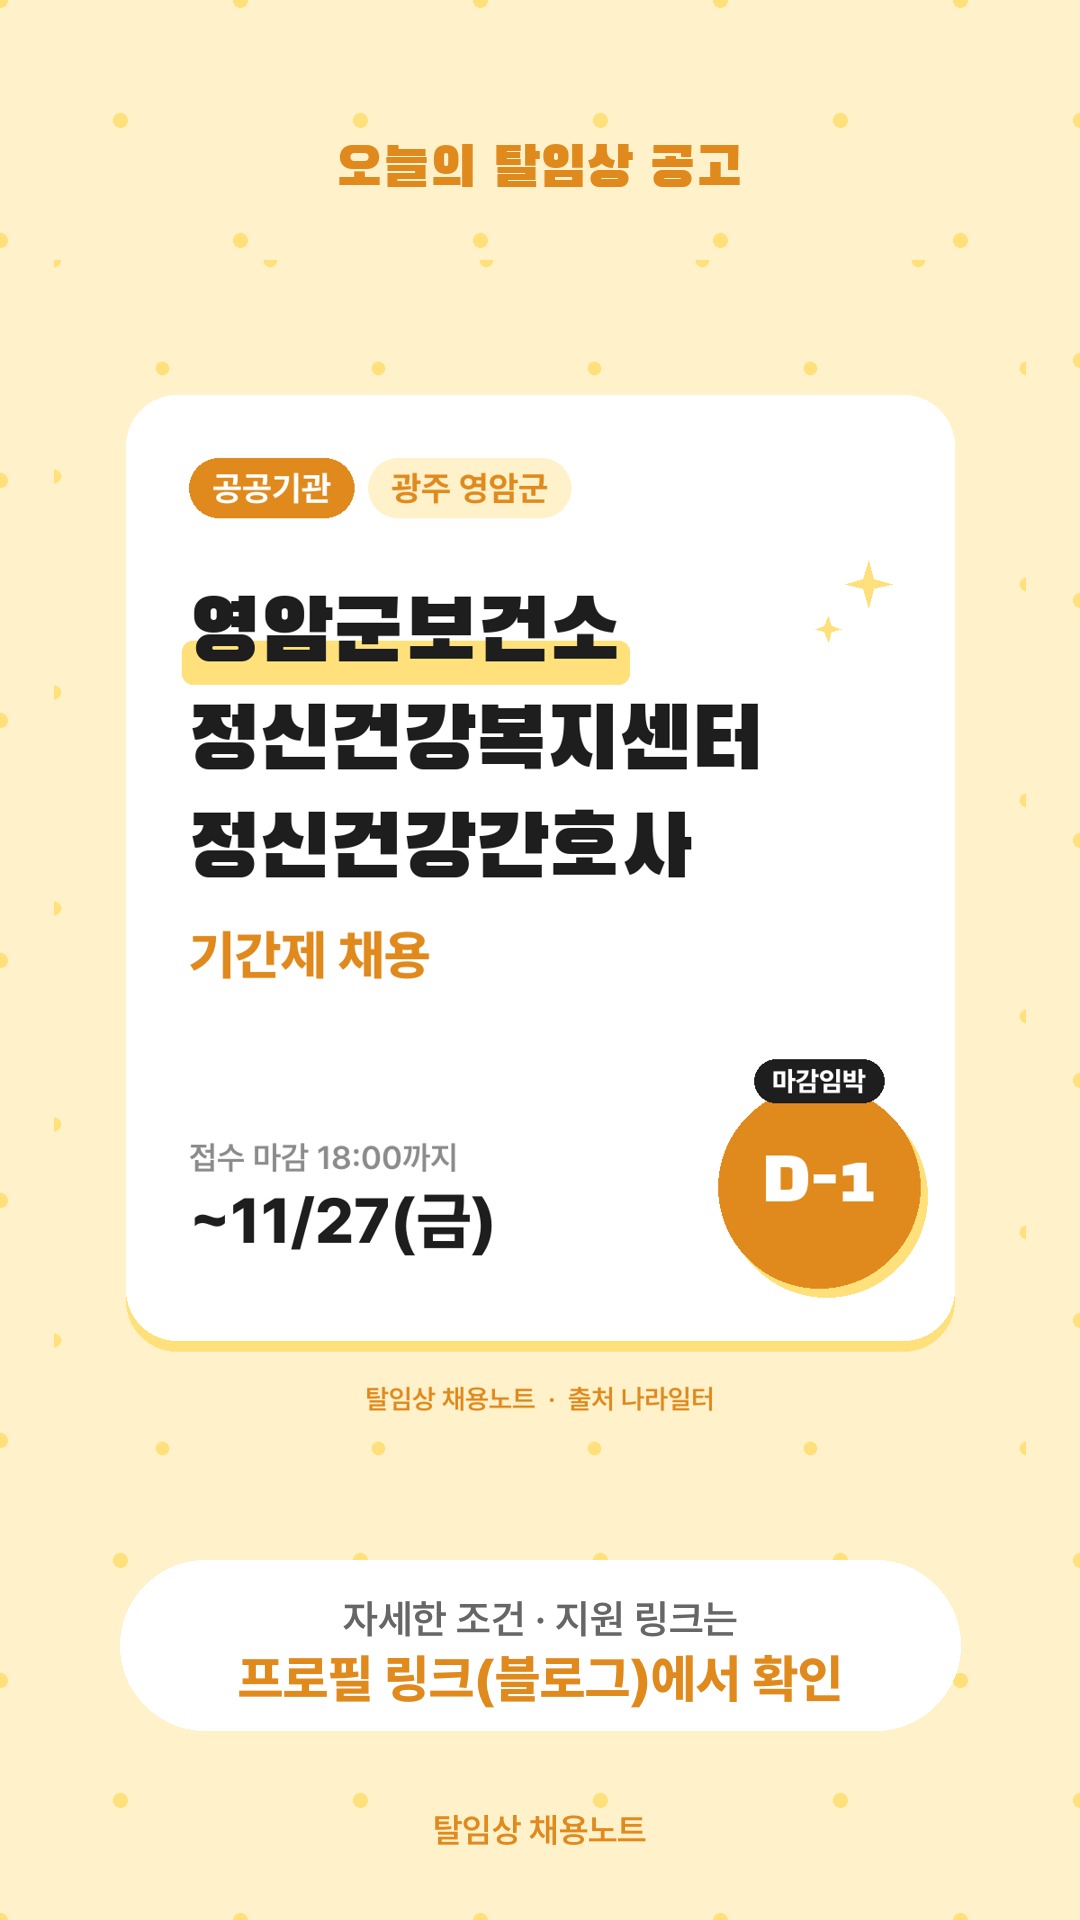 오늘의 탈임상 공고
공공기관
광주 영암군
영암군보건소
정신건강복지센터
정신건강간호사
기간제 채용
마감임박
D-1
접수 마감 18:00까지
~11/27(금)
탈임상 채용노트 · 출처 나라일터
자세한 조건 · 지원 링크는
프로필 링크(블로그)에서 확인
탈임상 채용노트